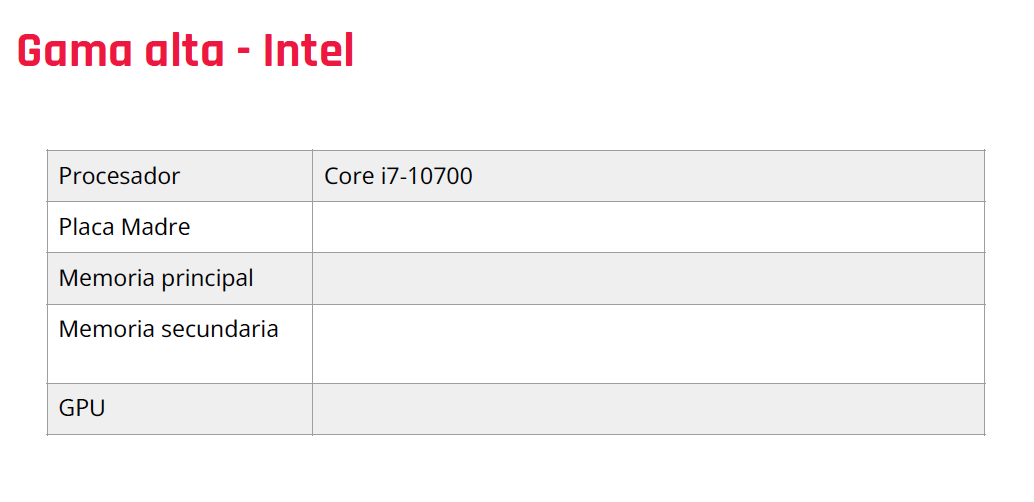 Gama alta - Intel
Procesador Core i7-10700
Placa Madre
Memoria principal
Memoria secundaria
GPU